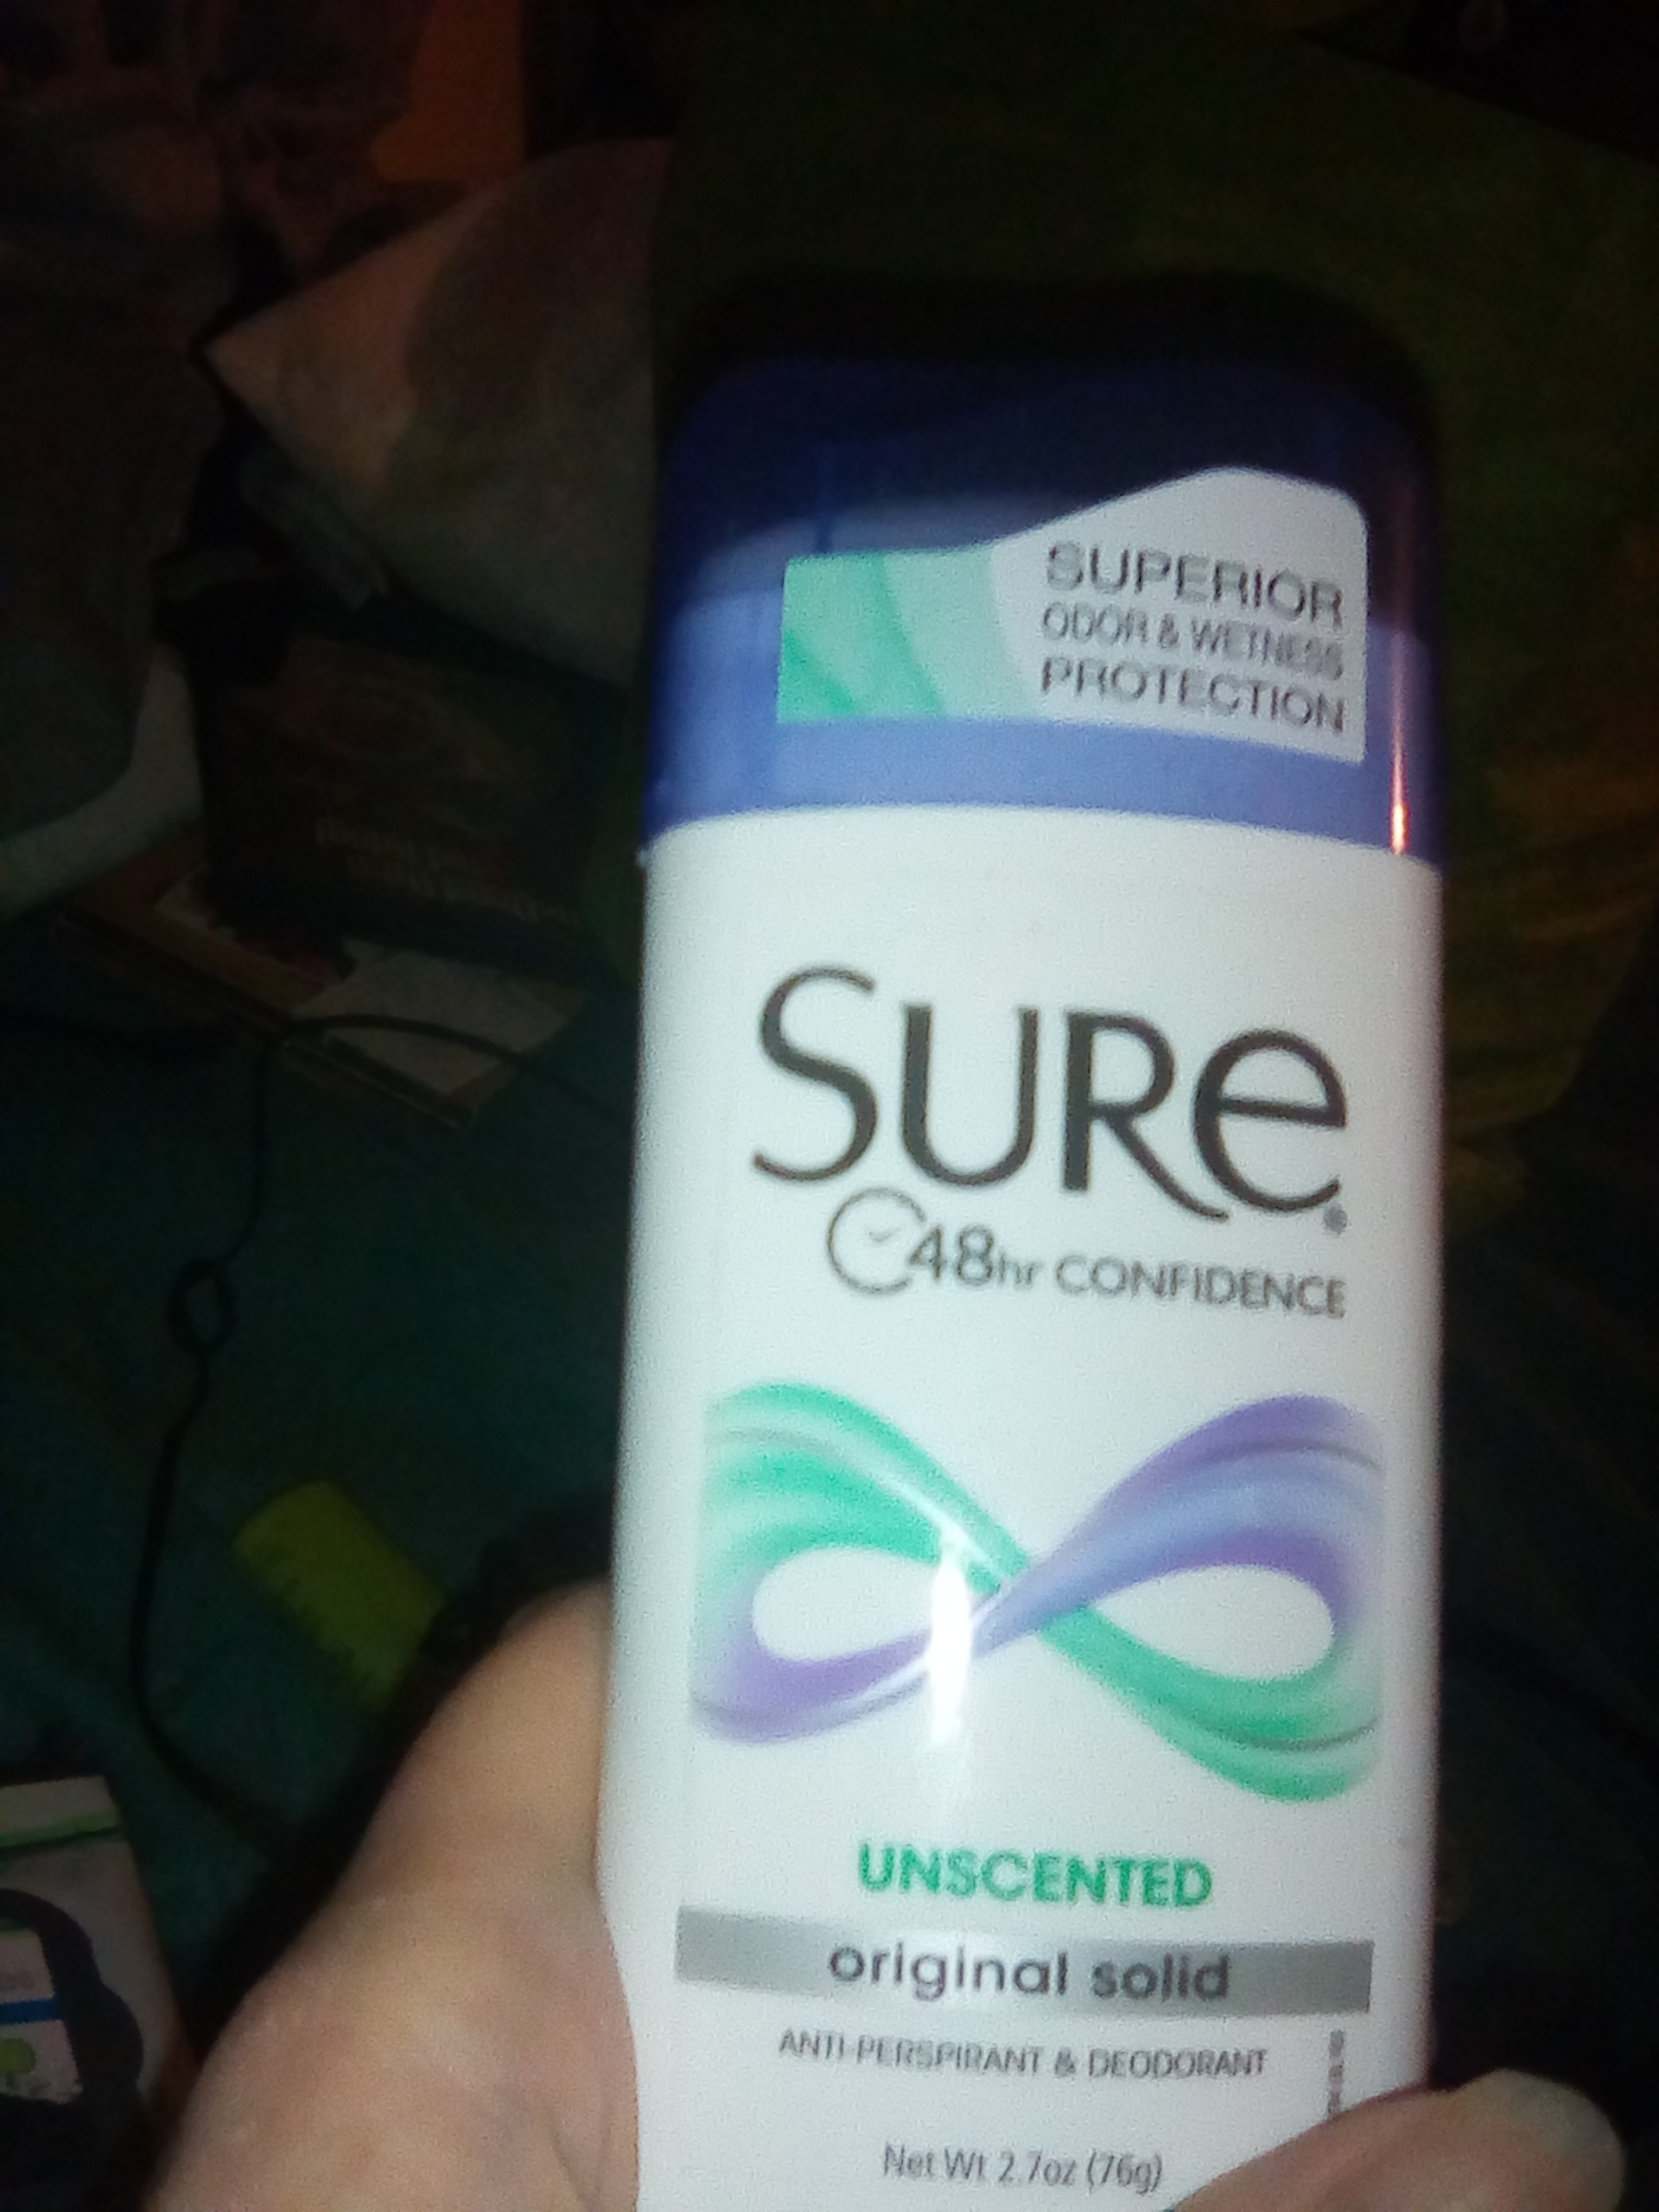 SUPERIOR
ODOR & WETNESS
PROTECTION
Sure®
48hr CONFIDENCE
UNSCENTED
original solid
ANTI-PERSPIRANT & DEODORANT
Net Wt 2.7oz (76g)